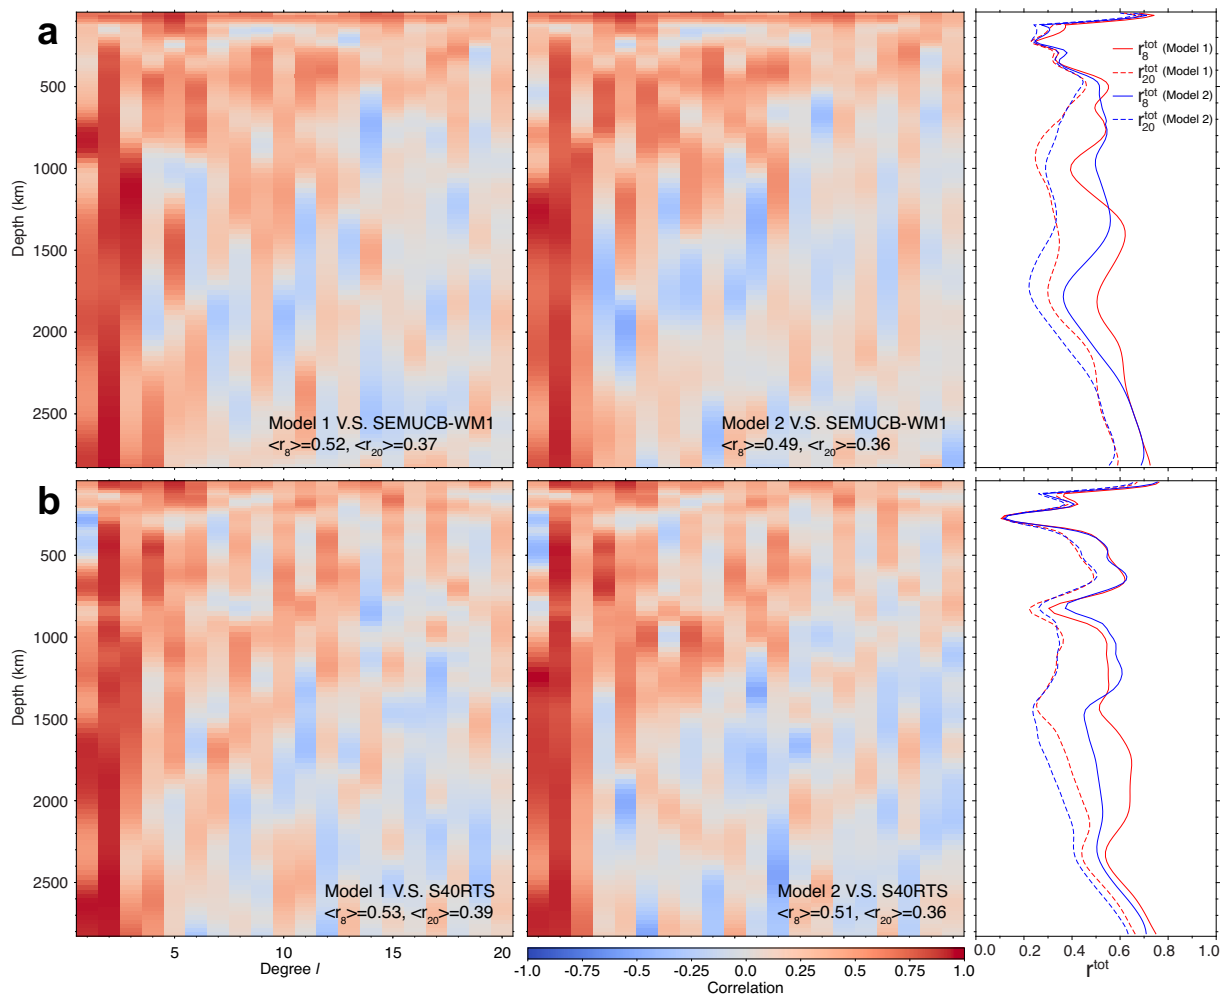 a
500
1000
1500
2000
2500
Depth (km)
Model 1 V.S. SEMUCB-WM1
<r8>=0.52, <r20>=0.37
Model 2 V.S. SEMUCB-WM1
<r8>=0.49, <r20>=0.36
r8tot (Model 1)
r20tot (Model 1)
r8tot (Model 2)
r20tot (Model 2)
b
500
1000
1500
2000
2500
Depth (km)
Model 1 V.S. S40RTS
<r8>=0.53, <r20>=0.39
Model 2 V.S. S40RTS
<r8>=0.51, <r20>=0.36
5 10 15 20
Degree l
-1.0 -0.75 -0.5 -0.25 0.0 0.25 0.5 0.75 1.0
Correlation
0.0 0.2 0.4 0.6 0.8 1.0
rtot